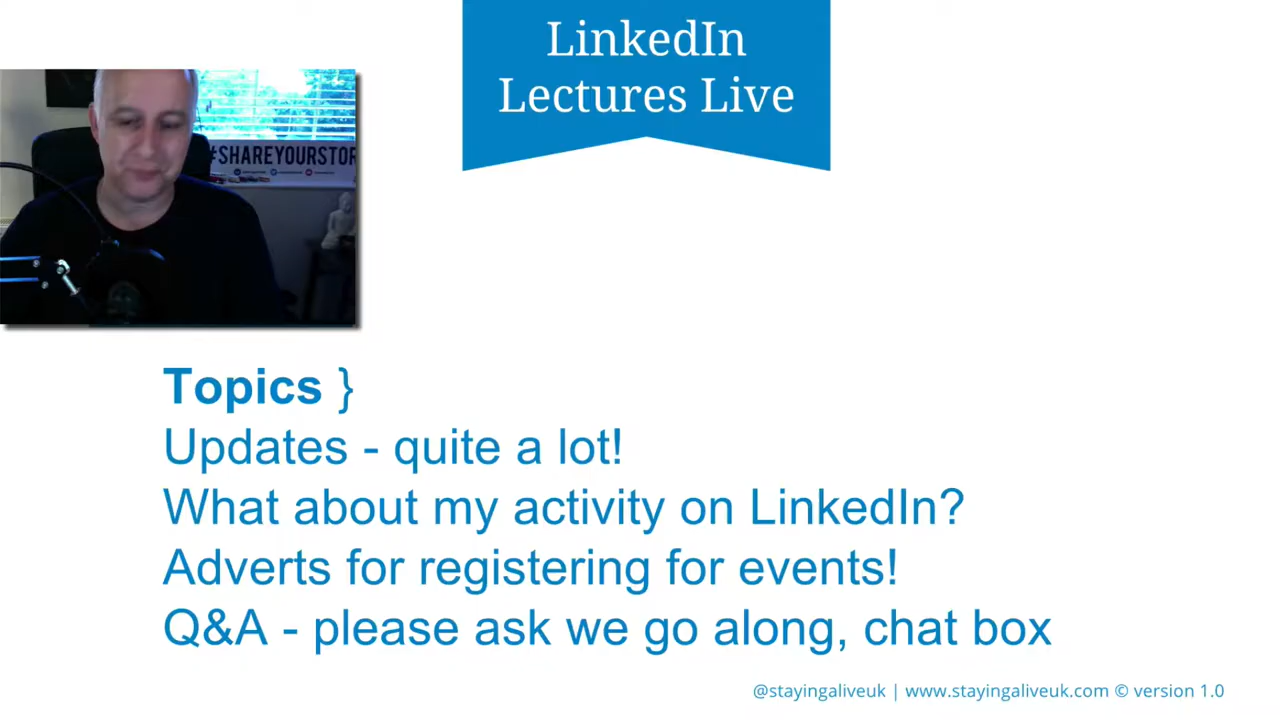 LinkedIn
Lectures Live
#SHAREYOURSTOR
Topics }
Updates - quite a lot!
What about my activity on LinkedIn?
Adverts for registering for events!
Q&A - please ask we go along, chat box
@stayingaliveuk | www.stayingaliveuk.com © version 1.0